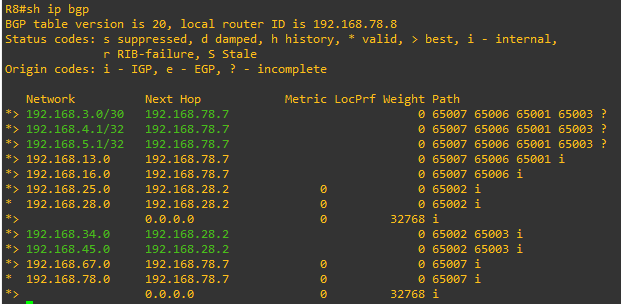 R8#sh ip bgp
BGP table version is 20, local router ID is 192.168.78.8
Status codes: s suppressed, d damped, h history, * valid, > best, i - internal,
              r RIB-failure, S Stale
Origin codes: i - IGP, e - EGP, ? - incomplete

   Network          Next Hop            Metric LocPrf Weight Path
*> 192.168.3.0/30   192.168.78.7                           0 65007 65006 65001 65003 ?
*> 192.168.4.1/32   192.168.78.7                           0 65007 65006 65001 65003 ?
*> 192.168.5.1/32   192.168.78.7                           0 65007 65006 65001 65003 ?
*> 192.168.13.0     192.168.78.7                           0 65007 65006 65001 i
*> 192.168.16.0     192.168.78.7                           0 65007 65006 i
*> 192.168.25.0     192.168.28.2             0             0 65002 i
*  192.168.28.0     192.168.28.2             0             0 65002 i
*>                  0.0.0.0                  0         32768 i
*> 192.168.34.0     192.168.28.2                           0 65002 65003 i
*> 192.168.45.0     192.168.28.2                           0 65002 65003 i
*> 192.168.67.0     192.168.78.7             0             0 65007 i
*  192.168.78.0     192.168.78.7             0             0 65007 i
*>                  0.0.0.0                  0         32768 i